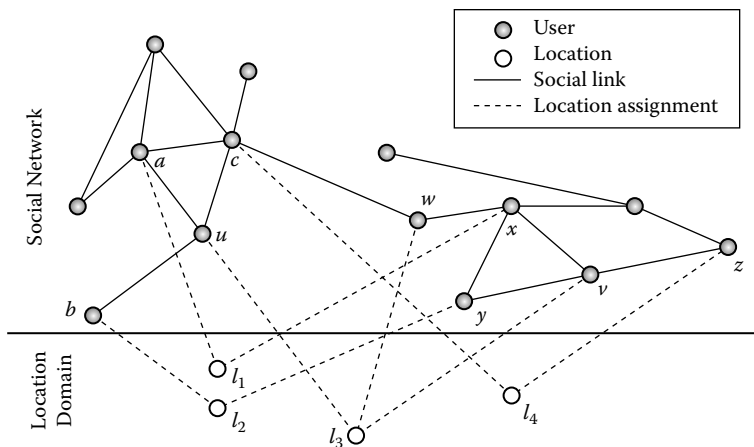 User
Location
Social link
Location assignment
Social Network
a
c
u
b
w
x
y
v
z
Location
Domain
l1
l2
l3
l4